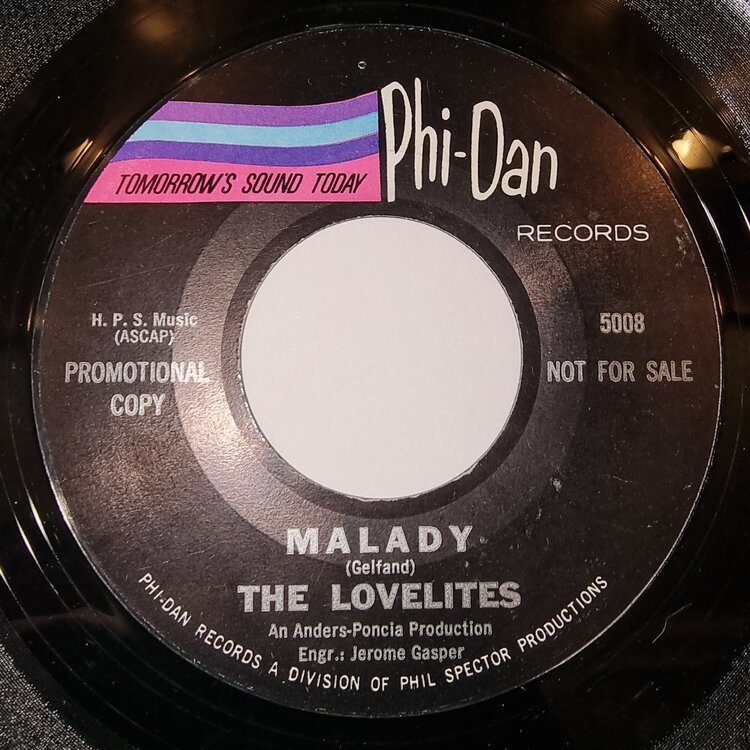 Phi-Dan
TOMORROW'S SOUND TODAY
RECORDS
H. P. S. Music
(ASCAP)
PROMOTIONAL
COPY
5008
NOT FOR SALE
MALADY
(Gelfand)
THE LOVELITES
An Anders-Poncia Production
Engr.: Jerome Gasper
PHI-DAN RECORDS A DIVISION OF PHIL SPECTOR PRODUCTIONS